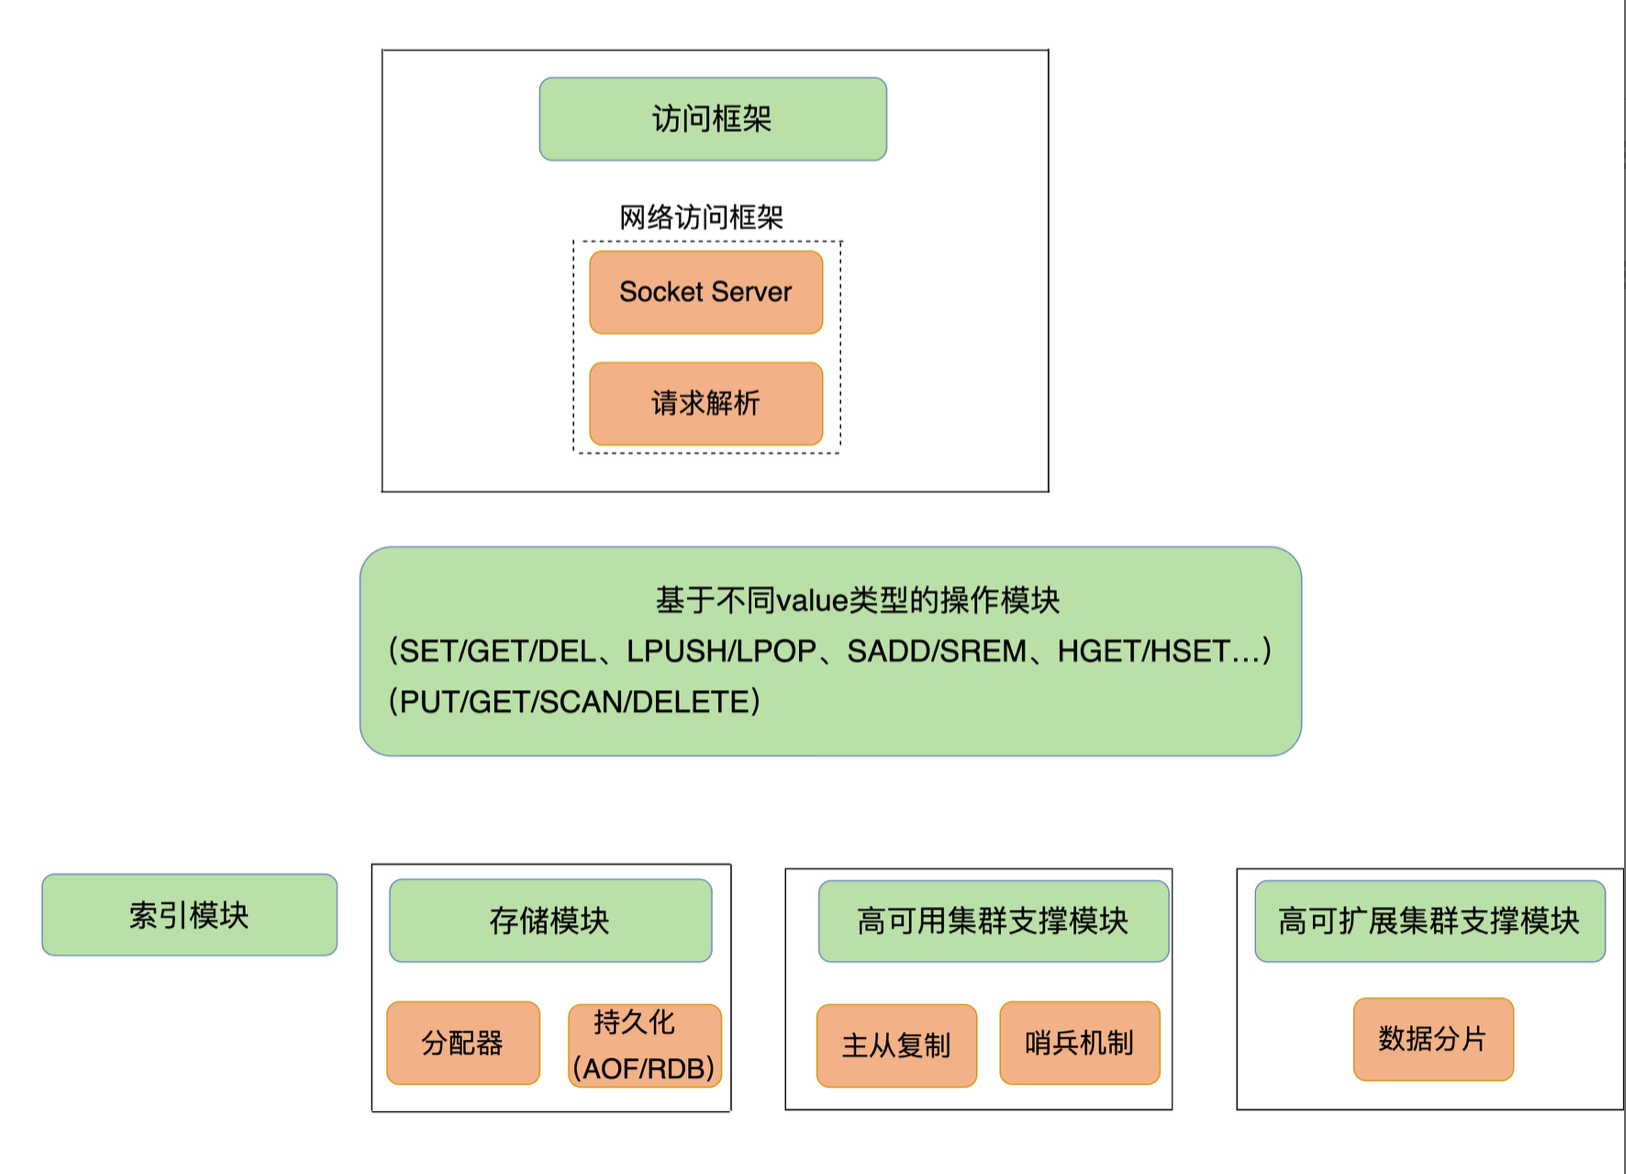 访问框架
网络访问框架
Socket Server
请求解析
基于不同value类型的操作模块
（SET/GET/DEL、LPUSH/LPOP、SADD/SREM、HGET/HSET...）
（PUT/GET/SCAN/DELETE）
索引模块
存储模块
分配器
持久化
（AOF/RDB）
高可用集群支撑模块
主从复制
哨兵机制
高可扩展集群支撑模块
数据分片